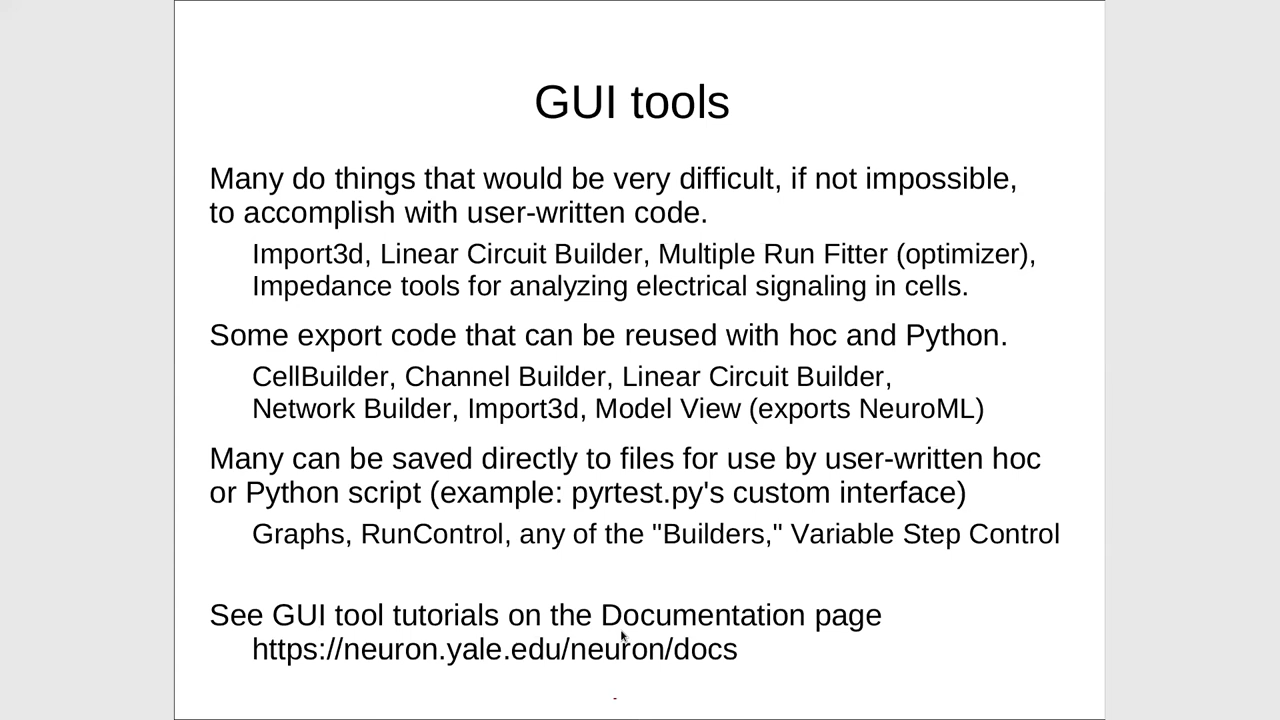 GUI tools
Many do things that would be very difficult, if not impossible,
to accomplish with user-written code.
Import3d, Linear Circuit Builder, Multiple Run Fitter (optimizer),
Impedance tools for analyzing electrical signaling in cells.
Some export code that can be reused with hoc and Python.
CellBuilder, Channel Builder, Linear Circuit Builder,
Network Builder, Import3d, Model View (exports NeuroML)
Many can be saved directly to files for use by user-written hoc
or Python script (example: pyrtest.py's custom interface)
Graphs, RunControl, any of the "Builders," Variable Step Control
See GUI tool tutorials on the Documentation page
https://neuron.yale.edu/neuron/docs
-